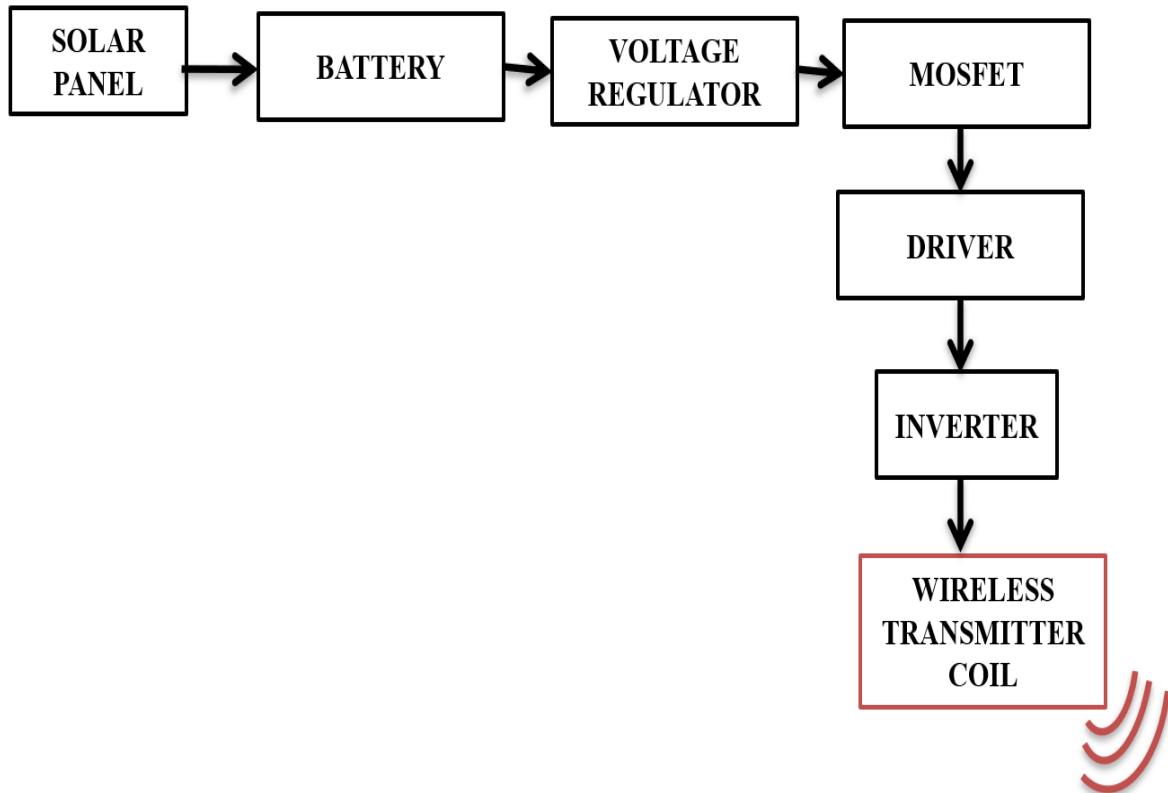 SOLAR
PANEL
BATTERY
VOLTAGE
REGULATOR
MOSFET
DRIVER
INVERTER
WIRELESS
TRANSMITTER
COIL